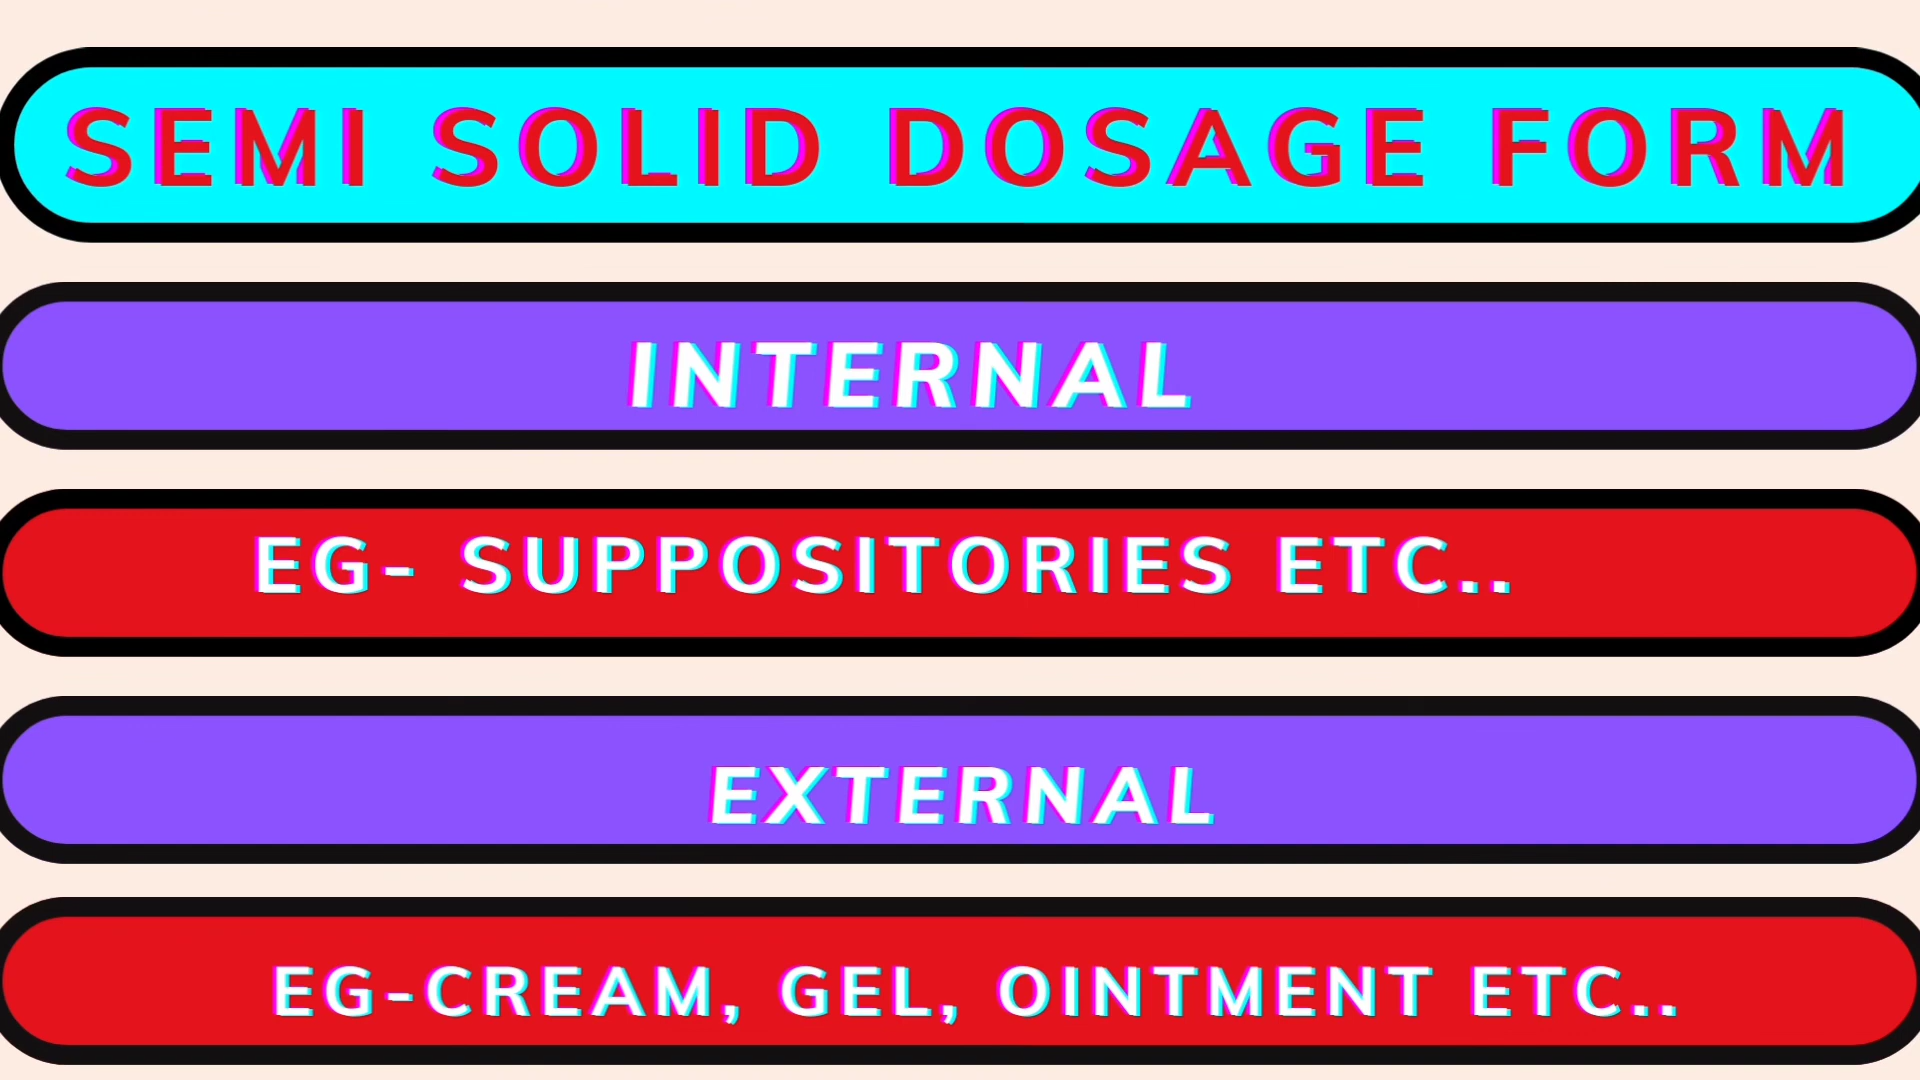 SEMI SOLID DOSAGE FORM
INTERNAL
EG- SUPPOSITORIES ETC..
EXTERNAL
EG-CREAM, GEL, OINTMENT ETC..